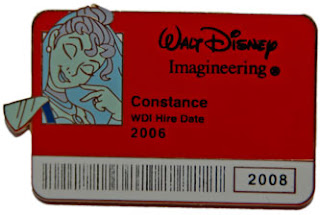 Walt Disney
Imagineering ®
Constance
WDI Hire Date
2006
2008